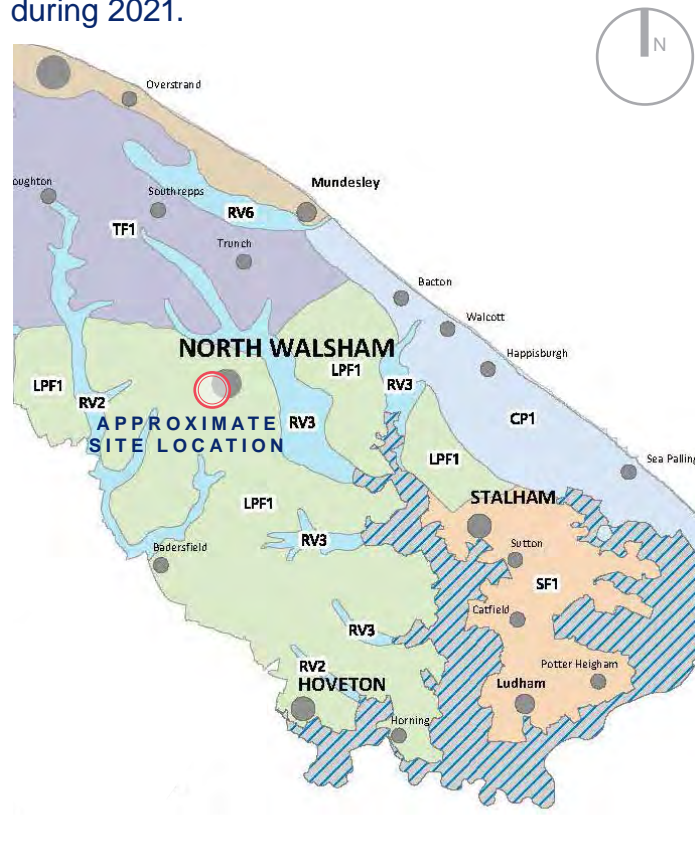 during 2021.
N
Overstrand
Mundesley
oughton
Southrepps
RV6
TF1
Trunch
Bacton
Walcott
NORTH WALSHAM
Happisburgh
LPF1
LPF1
RV3
RV2
APPROXIMATE
SITE LOCATION
RV3
CP1
LPF1
Sea Palling
STALHAM
LPF1
RV3
Badersfield
Sutton
SF1
Catfield
RV3
RV2
HOVETON
Potter Heigham
Ludham
Horning